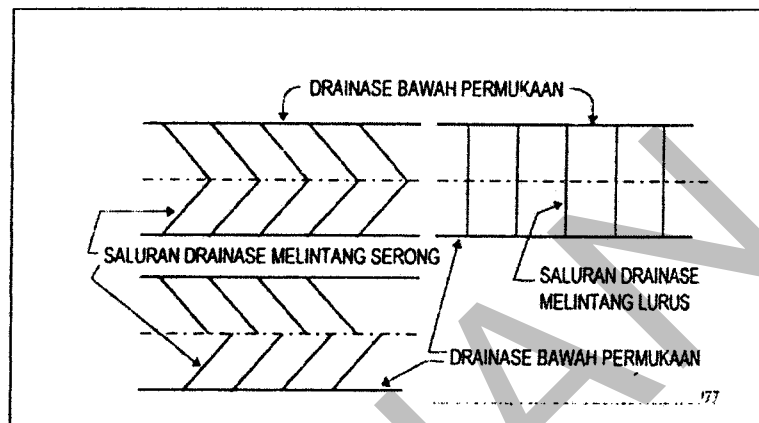 DRAINASE BAWAH PERMUKAAN
SALURAN DRAINASE MELINTANG SERONG
SALURAN DRAINASE
MELINTANG LURUS
DRAINASE BAWAH PERMUKAAN